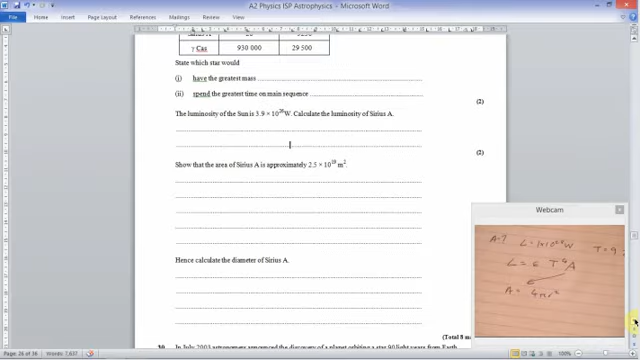 A2 Physics ISP Astrophysics - Microsoft Word
File Home Insert Page Layout References Mailings Review View
γ Cas 930 000 29 500
State which star would
(i) have the greatest mass
(ii) spend the greatest time on main sequence
(2)
The luminosity of the Sun is 3.9 × 10²⁶W. Calculate the luminosity of Sirius A.
(2)
Show that the area of Sirius A is approximately 2.5 × 10¹⁹ m².
Hence calculate the diameter of Sirius A.
(Total 8 ma
In July 2003 astronomers announced the discovery of a planet orbiting a star 90 light years from Earth
Webcam
A=? T=9
A = 4πr²
Page: 26 of 36 Words: 7,637 100%